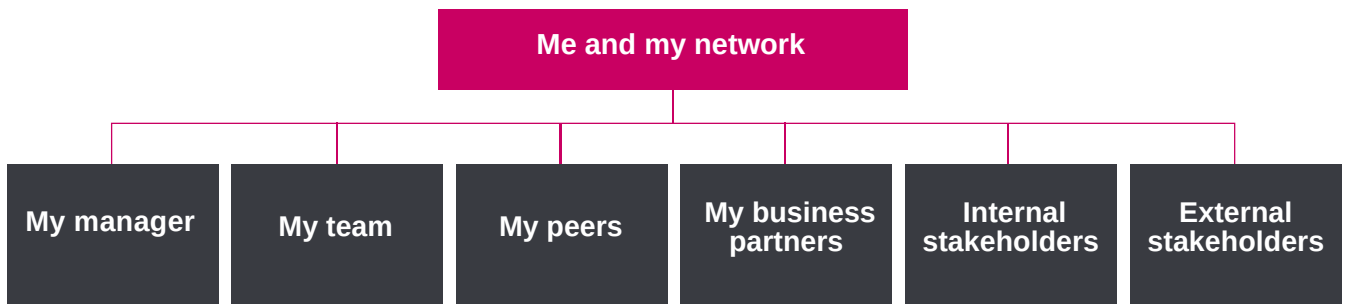 Me and my network
My manager
My team
My peers
My business
partners
Internal
stakeholders
External
stakeholders